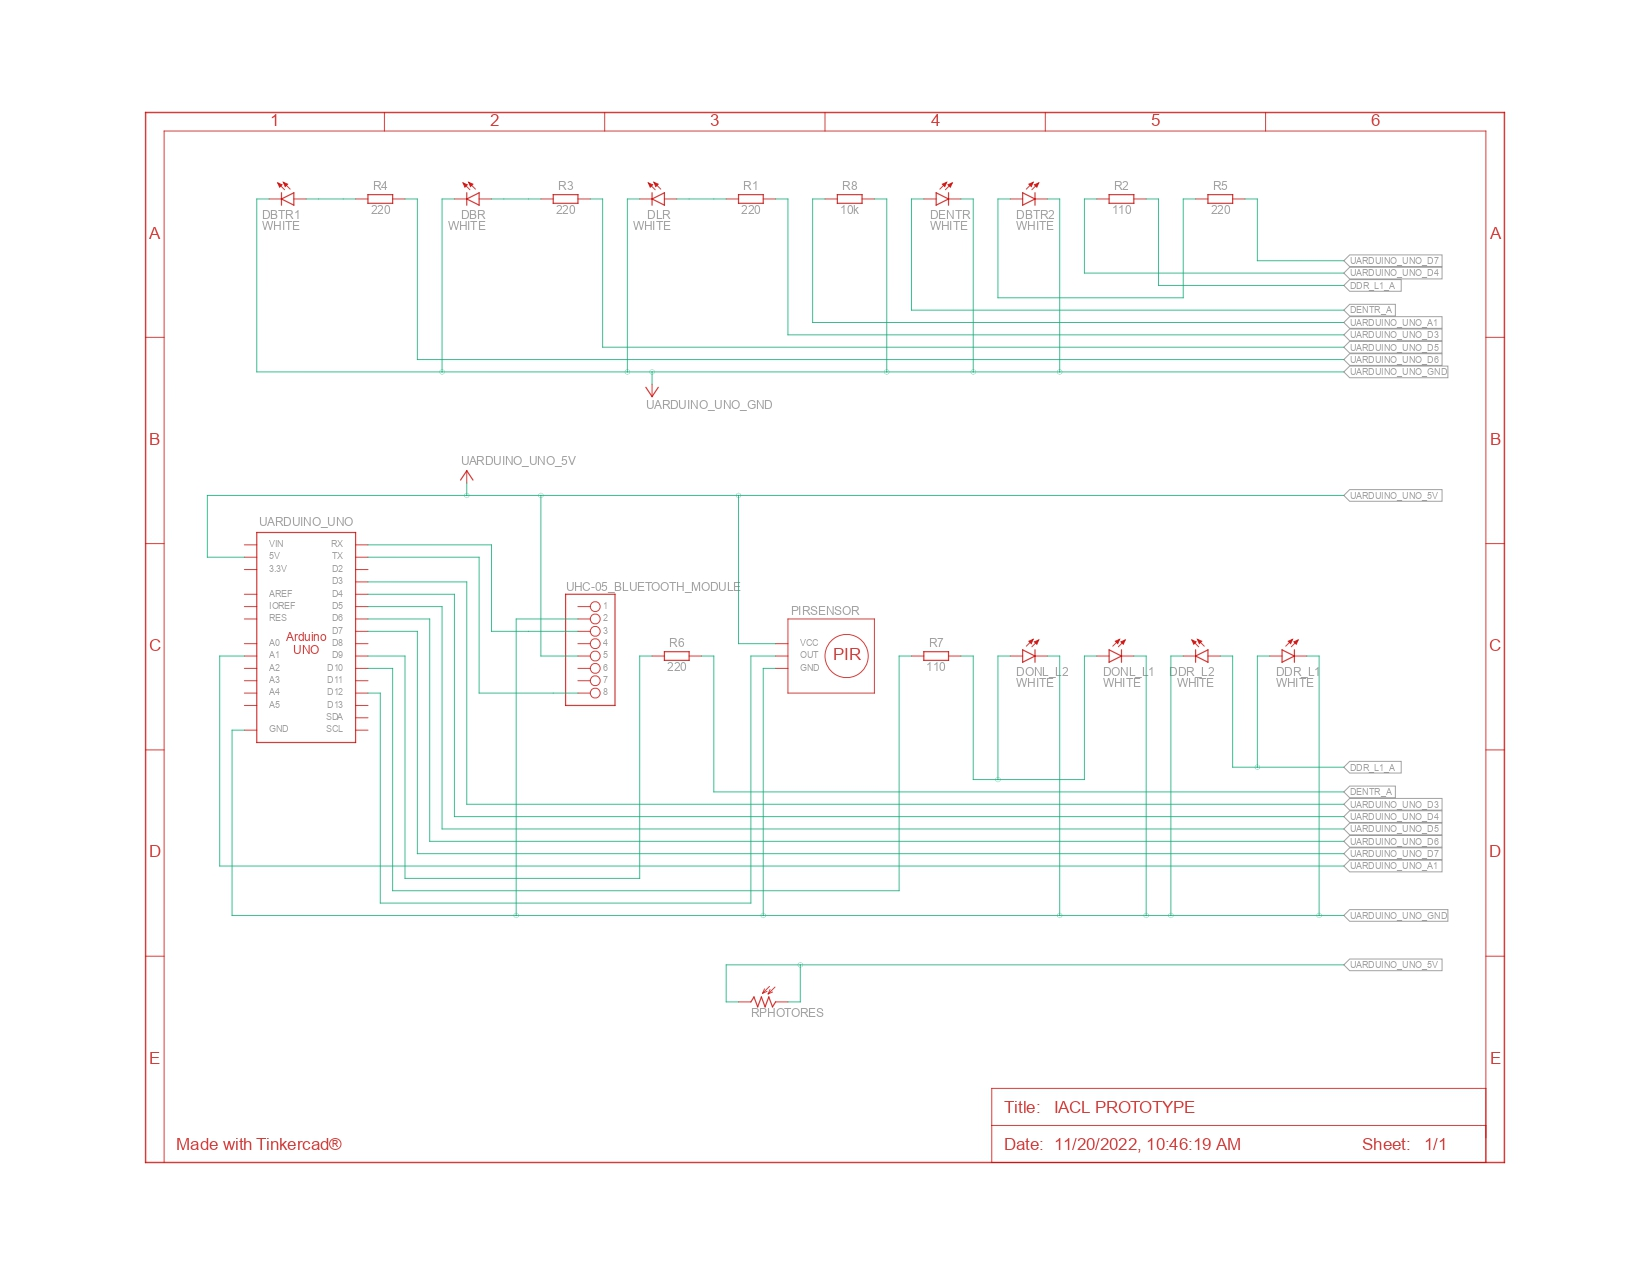 1 2 3 4 5 6
A A
B B
C C
D D
E E
R4
220
DBTR1
WHITE
R3
220
DBR
WHITE
R1
220
DLR
WHITE
R8
10k
DENTR
WHITE
DBTR2
WHITE
R2
110
R5
220
UARDUINO_UNO_D7
UARDUINO_UNO_D4
DDR_L1_A
DENTR_A
UARDUINO_UNO_A1
UARDUINO_UNO_D3
UARDUINO_UNO_D5
UARDUINO_UNO_D6
UARDUINO_UNO_GND
UARDUINO_UNO_GND
UARDUINO_UNO_5V
UARDUINO_UNO_5V
UARDUINO_UNO
VIN RX
5V TX
3.3V D2
D3
AREF D4
IOREF D5
RES D6
D7
Arduino
UNO
A0 D8
A1 D9
A2 D10
A3 D11
A4 D12
A5 D13
SDA
GND SCL
UHC-05_BLUETOOTH_MODULE
1
2
3
4
5
6
7
8
R6
220
PIRSENSOR
VCC
OUT
GND
PIR
R7
110
DONL_L2
WHITE
DONL_L1
WHITE
DDR_L2
WHITE
DDR_L1
WHITE
DDR_L1_A
DENTR_A
UARDUINO_UNO_D3
UARDUINO_UNO_D4
UARDUINO_UNO_D5
UARDUINO_UNO_D6
UARDUINO_UNO_D7
UARDUINO_UNO_A1
UARDUINO_UNO_GND
UARDUINO_UNO_5V
RPHOTORES
Title: IACL PROTOTYPE
Date: 11/20/2022, 10:46:19 AM Sheet: 1/1
Made with Tinkercad®